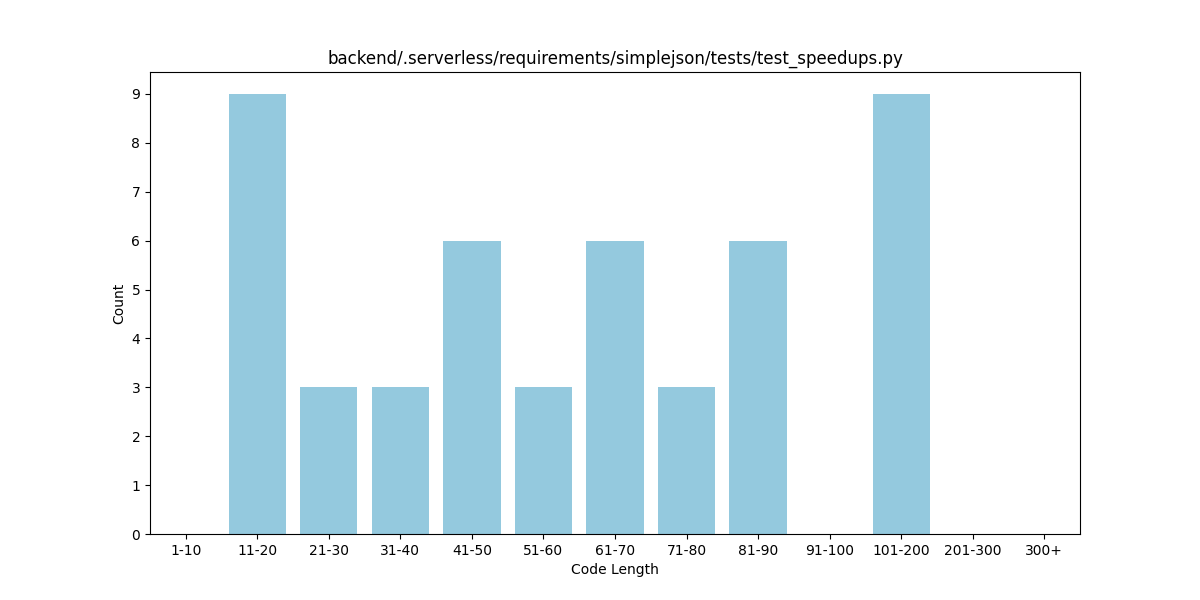 backend/.serverless/requirements/simplejson/tests/test_speedups.py
9
8
7
6
5
4
3
2
1
0
Count
1-10 11-20 21-30 31-40 41-50 51-60 61-70 71-80 81-90 91-100 101-200 201-300 300+
Code Length